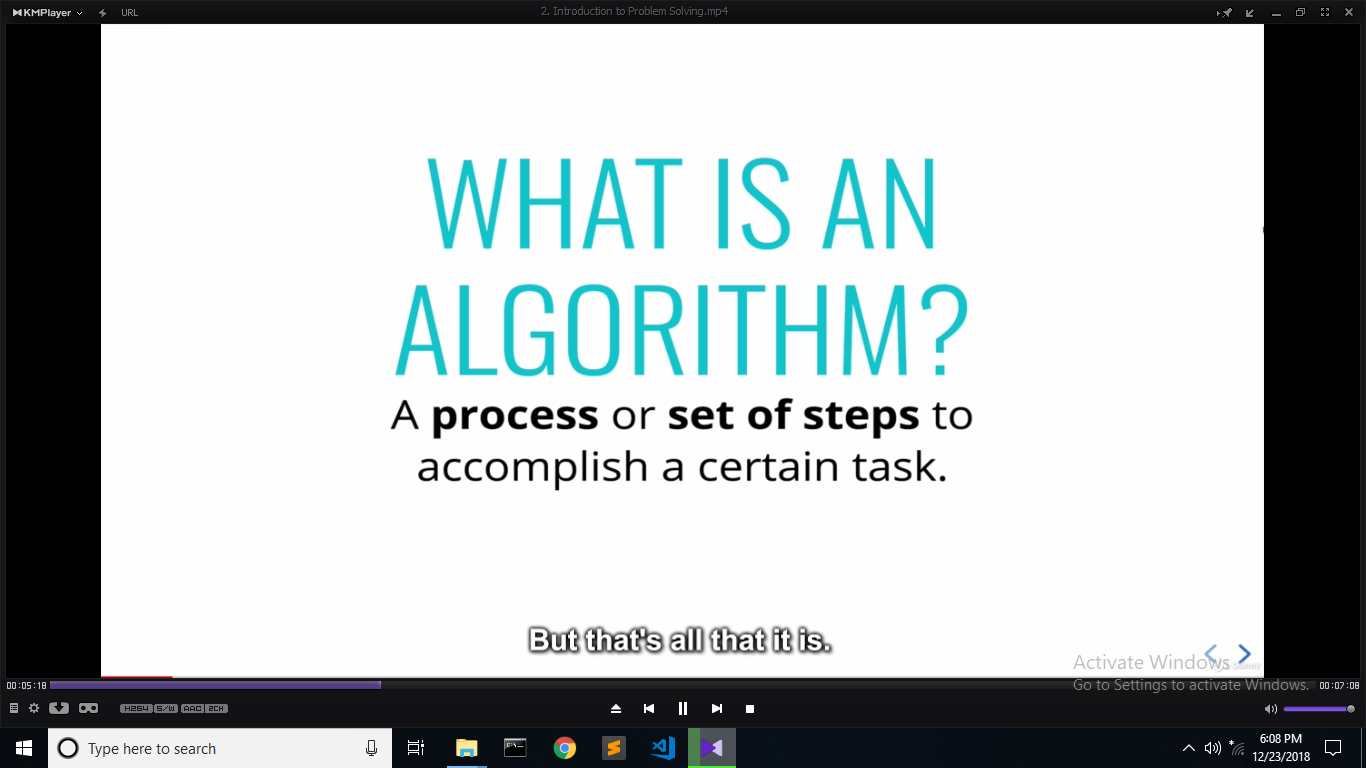 KMPlayer
URL
2. Introduction to Problem Solving.mp4
WHAT IS AN
ALGORITHM?
A process or set of steps to
accomplish a certain task.
But that's all that it is.
Activate Windows
Go to Settings to activate Windows.
00:05:18
00:07:08
H264 S/W AAC 2CH
Type here to search
6:08 PM
12/23/2018